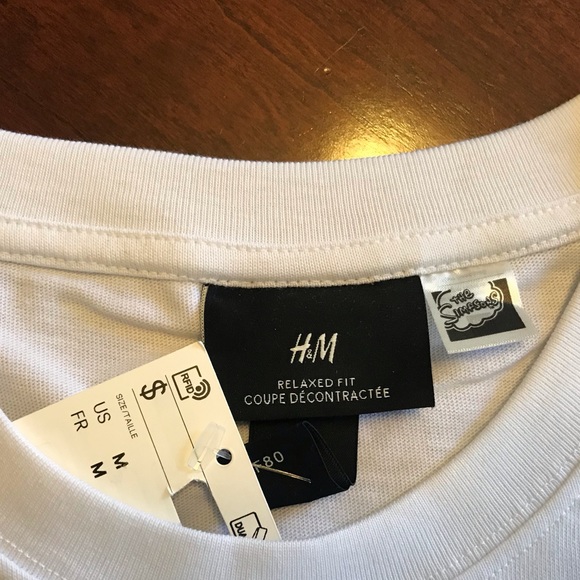 H&M
RELAXED FIT
COUPE DÉCONTRACTÉE
THE
SIMPSONS
RFID
$
SIZE/TAILLE
US M
FR M